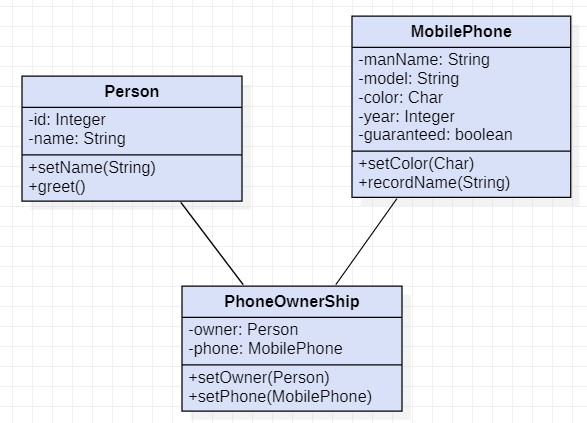 Person
-id: Integer
-name: String
+setName(String)
+greet()
MobilePhone
-manName: String
-model: String
-color: Char
-year: Integer
-guaranteed: boolean
+setColor(Char)
+recordName(String)
PhoneOwnerShip
-owner: Person
-phone: MobilePhone
+setOwner(Person)
+setPhone(MobilePhone)